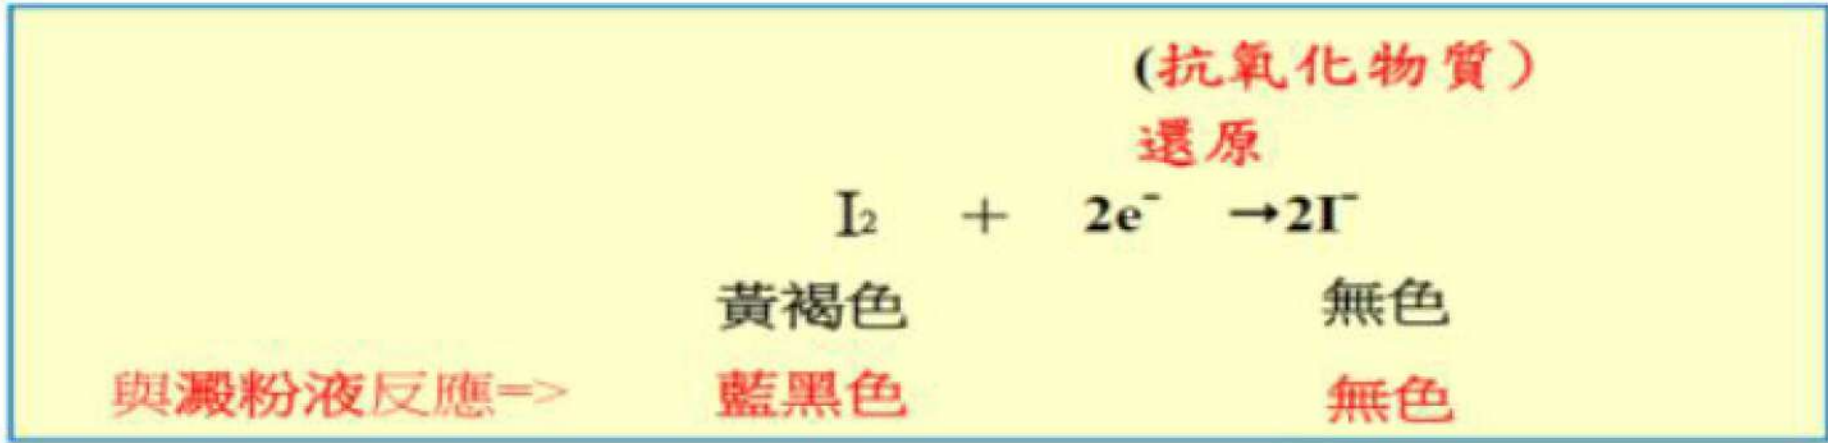 (抗氧化物質)
還原
I₂ + 2e⁻ →2I⁻
黃褐色 無色
與澱粉液反應=> 藍黑色 無色